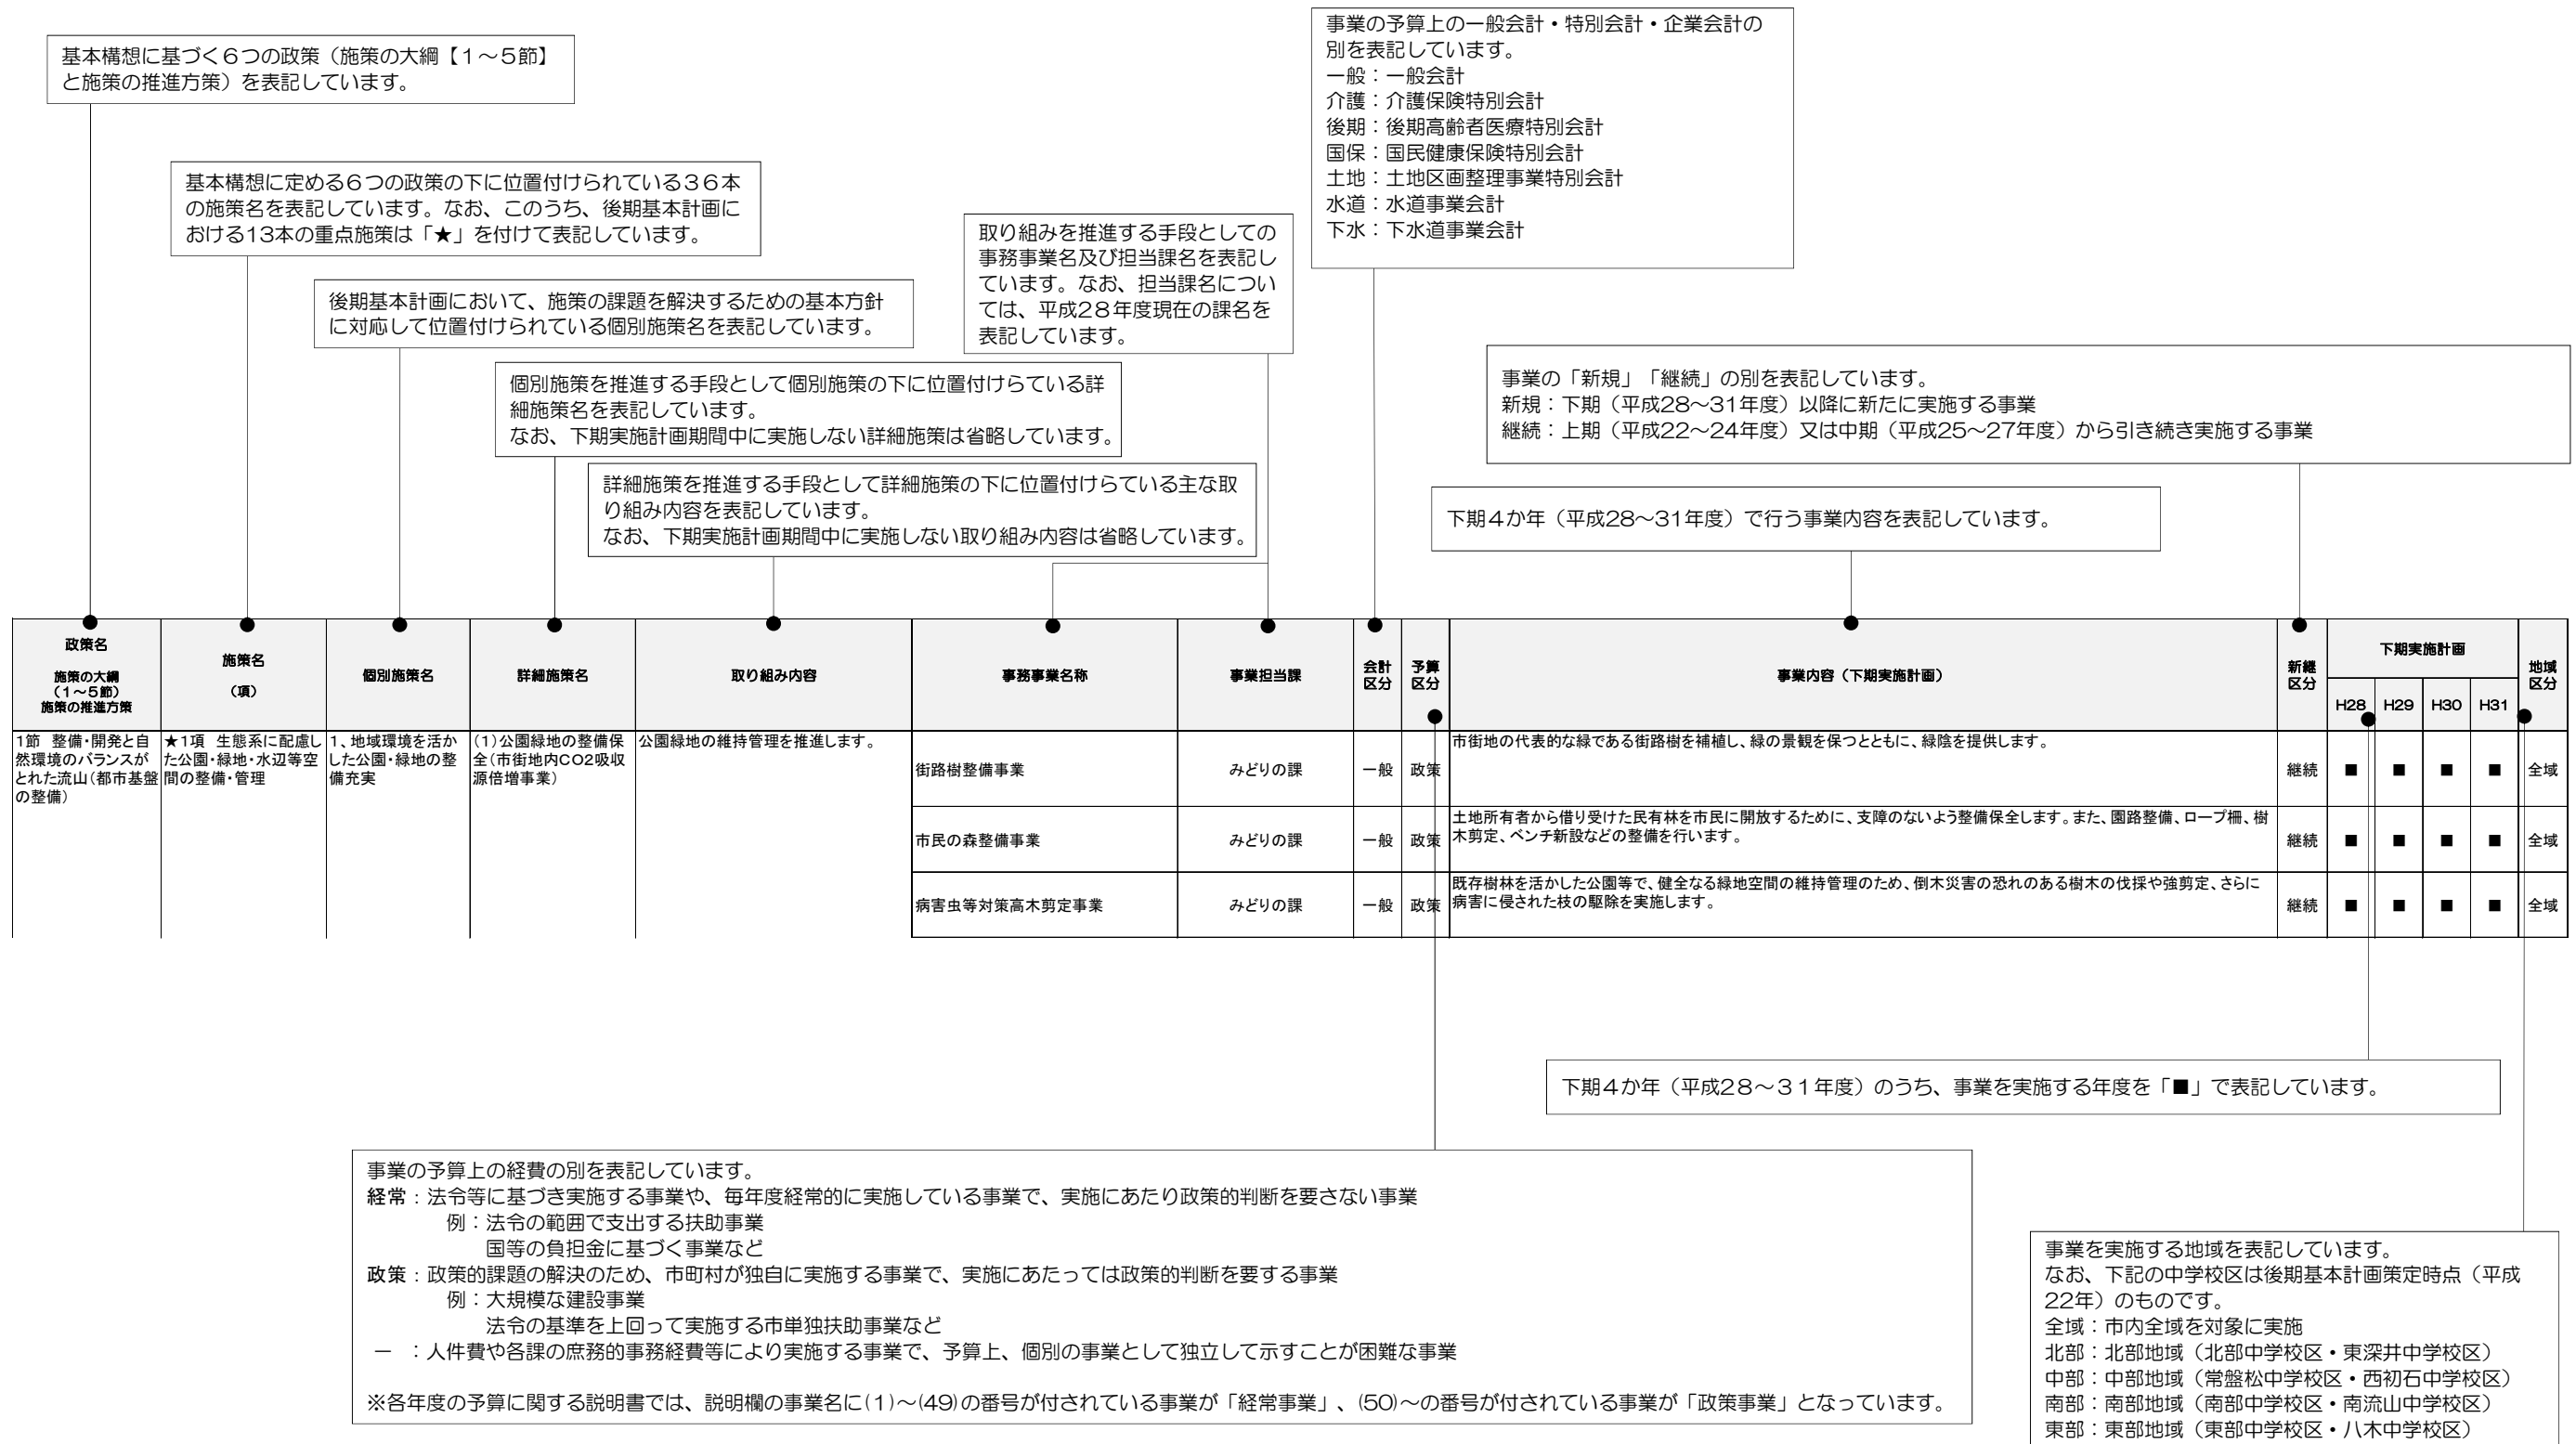 基本構想に基づく６つの政策（施策の大綱【１～５節】
と施策の推進方策）を表記しています。
基本構想に定める６つの政策の下に位置付けられている３６本
の施策名を表記しています。なお、このうち、後期基本計画に
おける13本の重点施策は「★」を付けて表記しています。
後期基本計画において、施策の課題を解決するための基本方針
に対応して位置付けられている個別施策名を表記しています。
個別施策を推進する手段として個別施策の下に位置付けらている詳
細施策名を表記しています。
なお、下期実施計画期間中に実施しない詳細施策は省略しています。
詳細施策を推進する手段として詳細施策の下に位置付けらている主な取
り組み内容を表記しています。
なお、下期実施計画期間中に実施しない取り組み内容は省略しています。
取り組みを推進する手段としての
事務事業名及び担当課名を表記し
ています。なお、担当課名につい
ては、平成２８年度現在の課名を
表記しています。
事業の予算上の一般会計・特別会計・企業会計の
別を表記しています。
一般：一般会計
介護：介護保険特別会計
後期：後期高齢者医療特別会計
国保：国民健康保険特別会計
土地：土地区画整理事業特別会計
水道：水道事業会計
下水：下水道事業会計
事業の「新規」「継続」の別を表記しています。
新規：下期（平成28～31年度）以降に新たに実施する事業
継続：上期（平成22～24年度）又は中期（平成25～27年度）から引き続き実施する事業
下期４か年（平成28～31年度）で行う事業内容を表記しています。
政策名
施策の大綱
（１～５節）
施策の推進方策
施策名
（項）
個別施策名
詳細施策名
取り組み内容
事務事業名称
事業担当課
会計
区分
予算
区分
事業内容（下期実施計画）
新継
区分
下期実施計画
H28 H29 H30 H31
地域
区分
1節　整備・開発と自
然環境のバランスが
とれた流山（都市基盤
の整備）
★1項　生態系に配慮し
た公園・緑地・水辺等空
間の整備・管理
1、地域環境を活か
した公園・緑地の整
備充実
（1）公園緑地の整備保
全（市街地内CO2吸収
源倍増事業）
公園緑地の維持管理を推進します。
街路樹整備事業 みどりの課 一般 政策
市街地の代表的な緑である街路樹を補植し、緑の景観を保つとともに、緑陰を提供します。
継続 ■ ■ ■ ■ 全域
市民の森整備事業 みどりの課 一般 政策
土地所有者から借り受けた民有林を市民に開放するために、支障のないよう整備保全します。また、園路整備、ロープ柵、樹
木剪定、ベンチ新設などの整備を行います。
継続 ■ ■ ■ ■ 全域
病害虫等対策高木剪定事業 みどりの課 一般 政策
既存樹林を活かした公園等で、健全なる緑地空間の維持管理のため、倒木災害の恐れのある樹木の伐採や強剪定、さらに
病害に侵された枝の駆除を実施します。
継続 ■ ■ ■ ■ 全域
下期４か年（平成28～３１年度）のうち、事業を実施する年度を「■」で表記しています。
事業の予算上の経費の別を表記しています。
経常：法令等に基づき実施する事業や、毎年度経常的に実施している事業で、実施にあたり政策的判断を要さない事業
例：法令の範囲で支出する扶助事業
国等の負担金に基づく事業など
政策：政策的課題の解決のため、市町村が独自に実施する事業で、実施にあたっては政策的判断を要する事業
例：大規模な建設事業
法令の基準を上回って実施する市単独扶助事業など
－　：人件費や各課の庶務的事務経費等により実施する事業で、予算上、個別の事業として独立して示すことが困難な事業
※各年度の予算に関する説明書では、説明欄の事業名に(1)～(49)の番号が付されている事業が「経常事業」、(50)～の番号が付されている事業が「政策事業」となっています。
事業を実施する地域を表記しています。
なお、下記の中学校区は後期基本計画策定時点（平成
22年）のものです。
全域：市内全域を対象に実施
北部：北部地域（北部中学校区・東深井中学校区）
中部：中部地域（常盤松中学校区・西初石中学校区）
南部：南部地域（南部中学校区・南流山中学校区）
東部：東部地域（東部中学校区・八木中学校区）